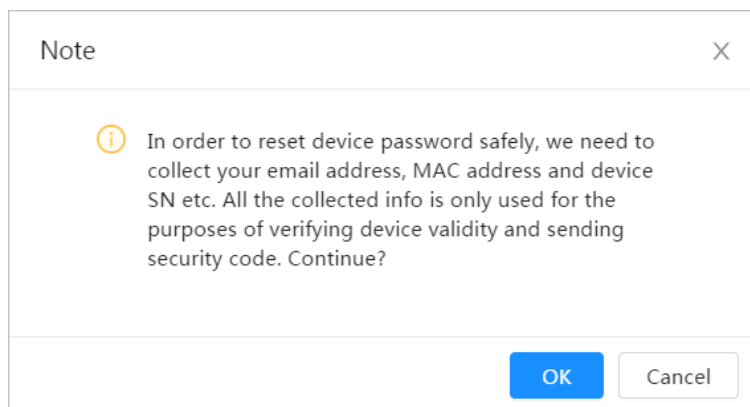 Note
In order to reset device password safely, we need to
collect your email address, MAC address and device
SN etc. All the collected info is only used for the
purposes of verifying device validity and sending
security code. Continue?
OK
Cancel